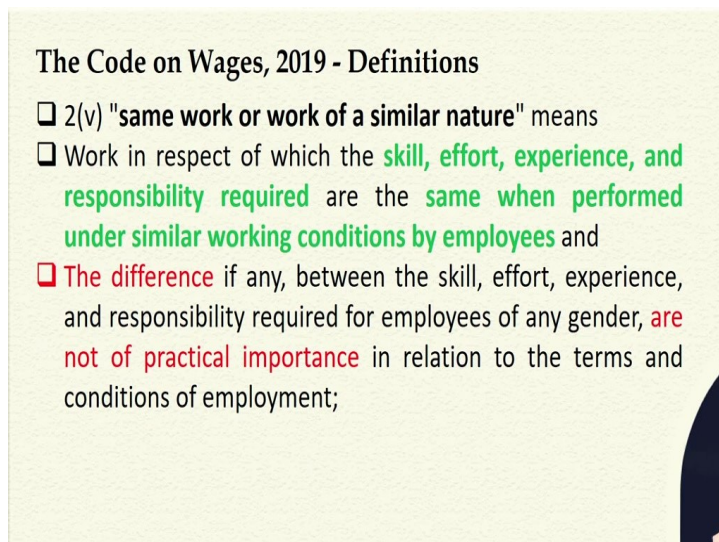 The Code on Wages, 2019 - Definitions
❑ 2(v) "same work or work of a similar nature" means
❑ Work in respect of which the skill, effort, experience, and
responsibility required are the same when performed
under similar working conditions by employees and
❑ The difference if any, between the skill, effort, experience,
and responsibility required for employees of any gender, are
not of practical importance in relation to the terms and
conditions of employment;